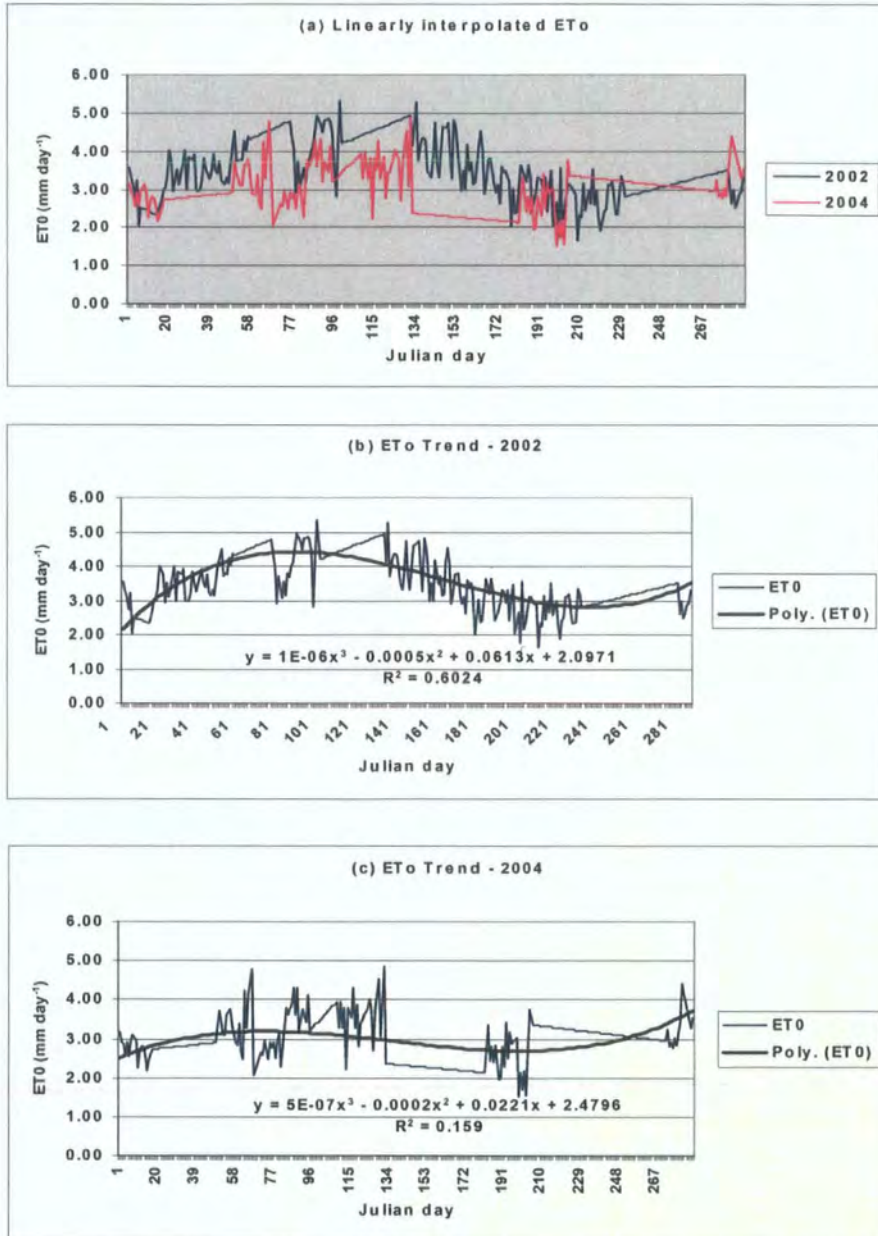 (a) Linearly interpolated ETo
6.00
5.00
4.00
3.00
2.00
1.00
0.00
ET0 (mm day⁻¹)
1 20 39 58 77 96 115 134 153 172 191 210 229 248 267
Julian day
2002
2004
(b) ETo Trend - 2002
6.00
5.00
4.00
3.00
2.00
1.00
0.00
ET0 (mm day⁻¹)
y = 1E-06x³ - 0.0005x² + 0.0613x + 2.0971
R² = 0.6024
1 21 41 61 81 101 121 141 161 181 201 221 241 261 281
Julian day
ET0
Poly. (ET0)
(c) ETo Trend - 2004
6.00
5.00
4.00
3.00
2.00
1.00
0.00
ET0 (mm day⁻¹)
y = 5E-07x³ - 0.0002x² + 0.0221x + 2.4796
R² = 0.159
1 20 39 58 77 96 115 134 153 172 191 210 229 248 267
Julian day
ET0
Poly. (ET0)